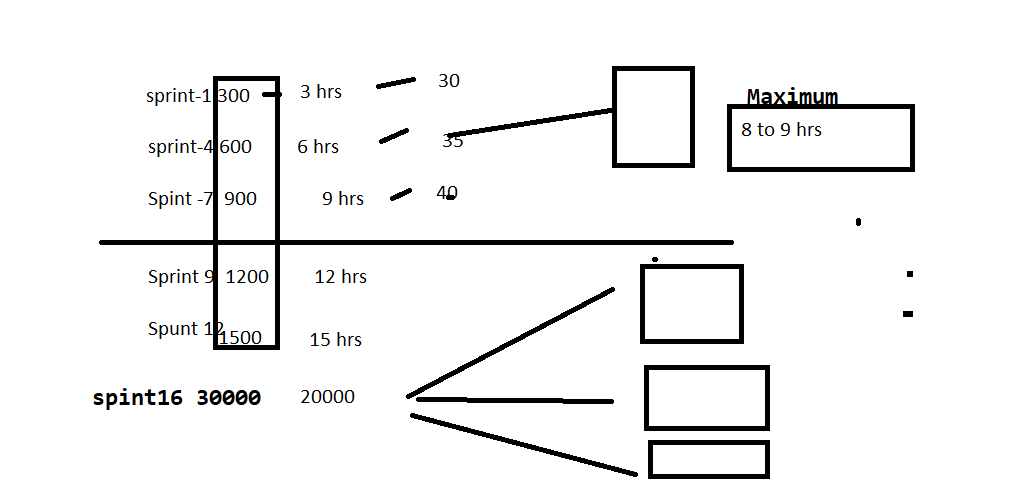 sprint-1 300 3 hrs 30
Maximum
8 to 9 hrs
sprint-4 600 6 hrs 35
Spint -7 900 9 hrs 40
Sprint 9 1200 12 hrs
Spunt 12 1500 15 hrs
spint16 30000 20000